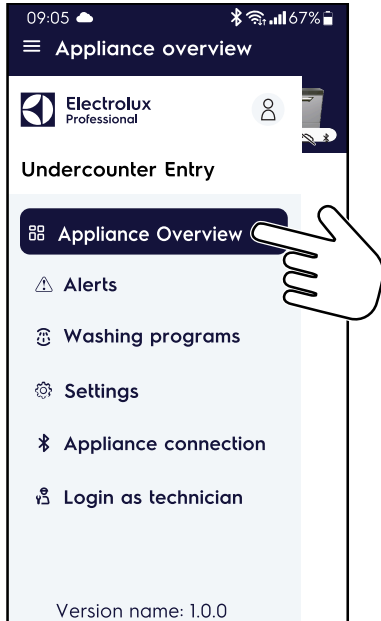 09:05 67%
Appliance overview
Electrolux
Professional
Undercounter Entry
Appliance Overview
Alerts
Washing programs
Settings
Appliance connection
Login as technician
Version name: 1.0.0